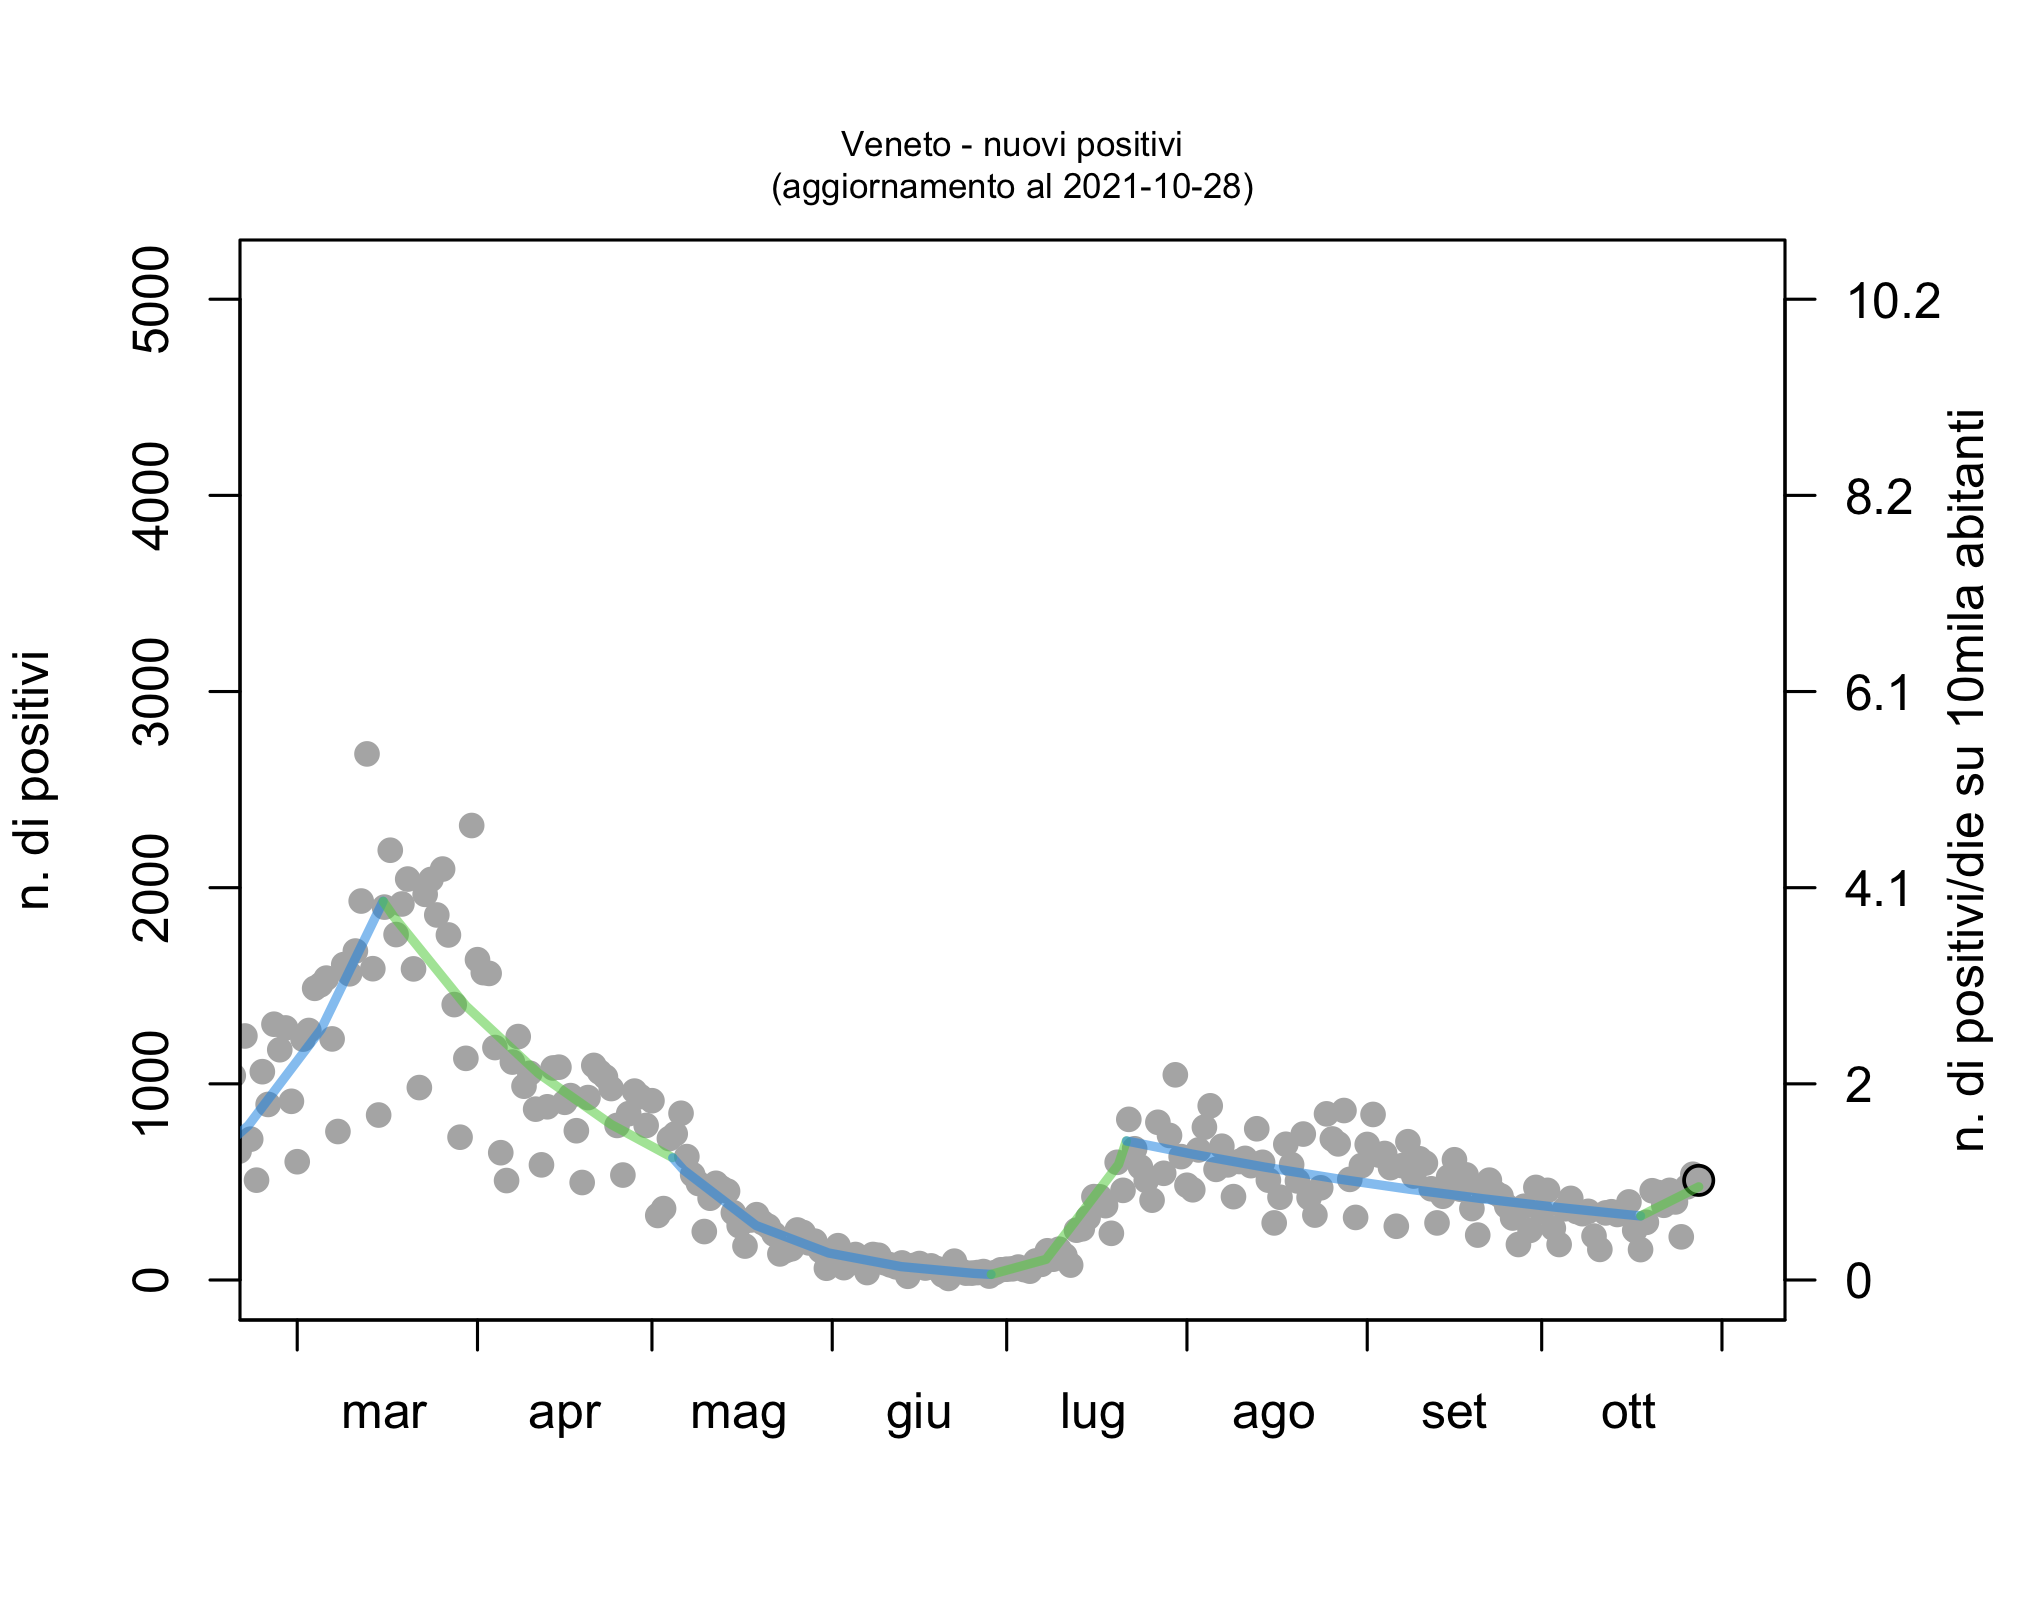 Veneto - nuovi positivi
(aggiornamento al 2021-10-28)
n. di positivi
5000
4000
3000
2000
1000
0
10.2
8.2
6.1
4.1
2
0
n. di positivi/die su 10mila abitanti
mar apr mag giu lug ago set ott